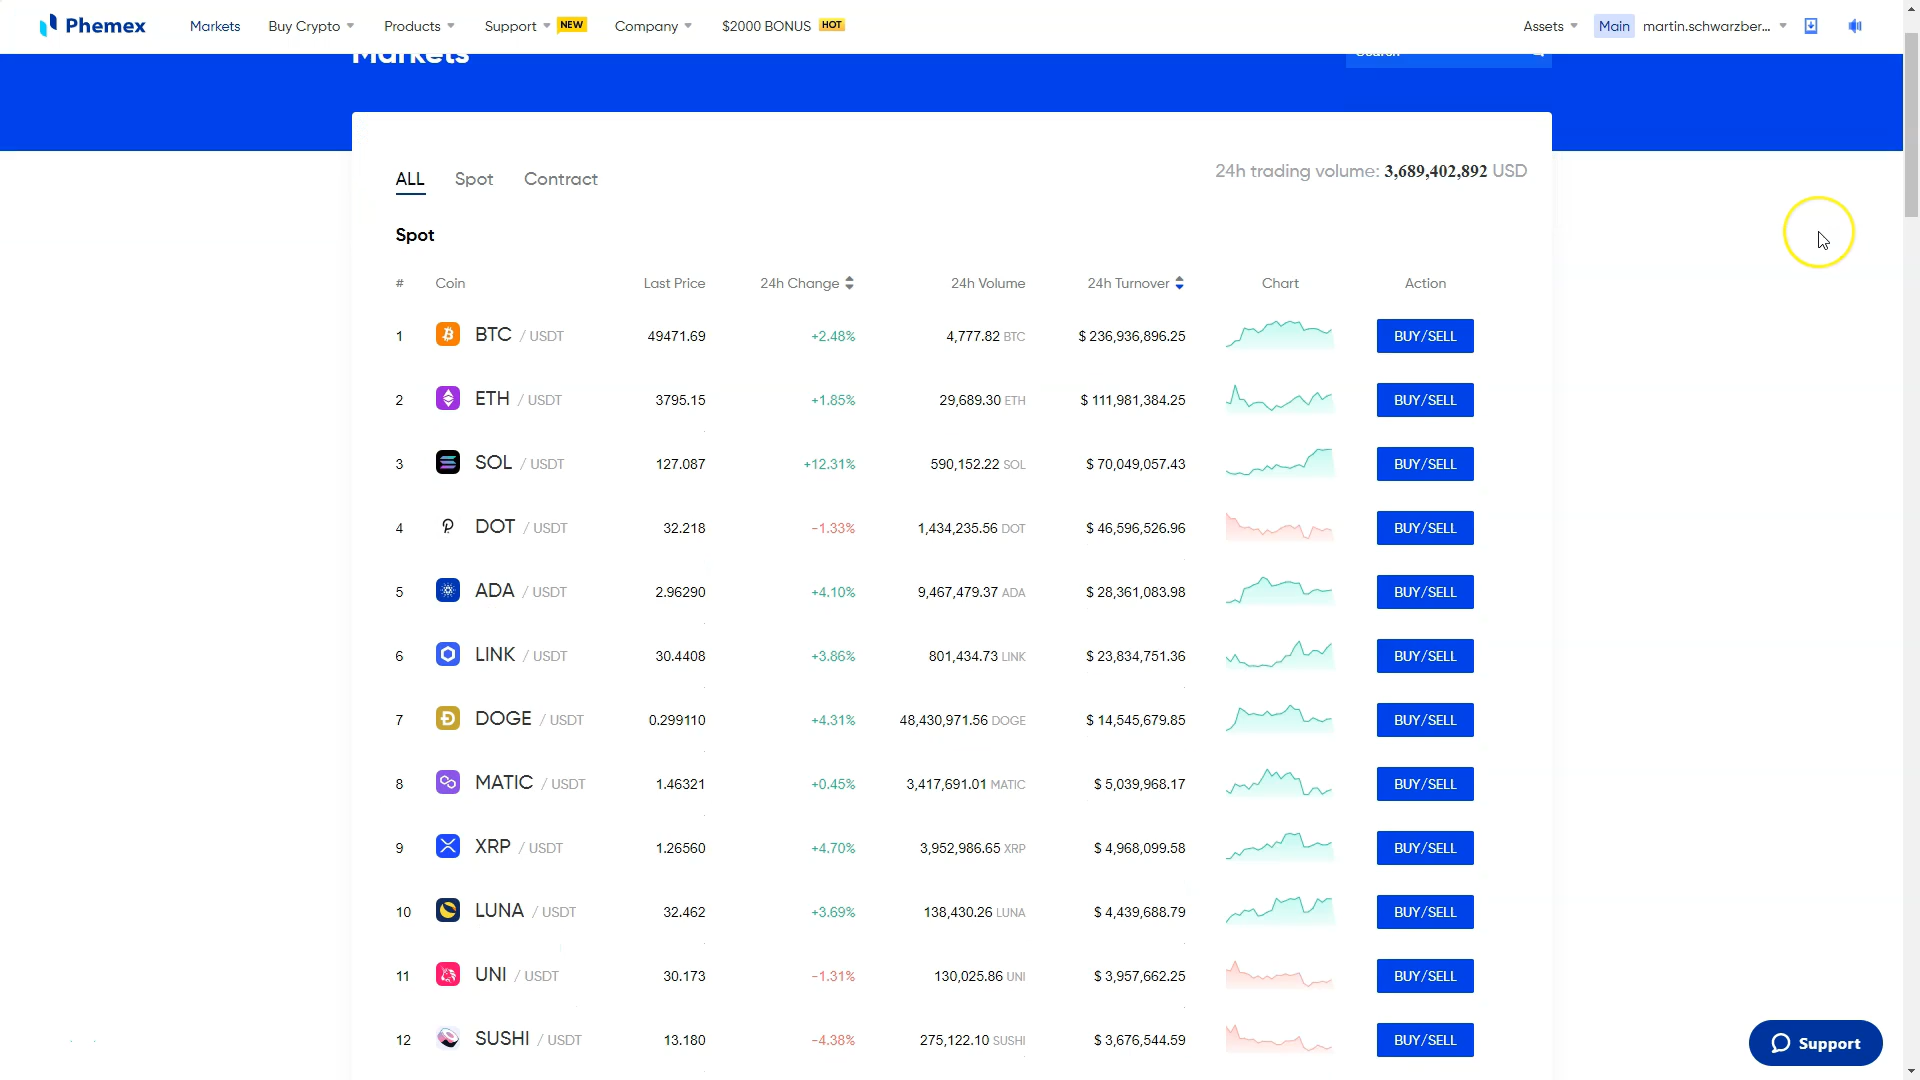 Phemex Markets Buy Crypto Products Support NEW Company $2000 BONUS HOT Assets Main martin.schwarzber...
Markets Search
ALL Spot Contract 24h trading volume: 3,689,402,892 USD
Spot
# Coin Last Price 24h Change 24h Volume 24h Turnover Chart Action
1 BTC / USDT 49471.69 +2.48% 4,777.82 BTC $ 236,936,896.25 BUY/SELL
2 ETH / USDT 3795.15 +1.85% 29,689.30 ETH $ 111,981,384.25 BUY/SELL
3 SOL / USDT 127.087 +12.31% 590,152.22 SOL $ 70,049,057.43 BUY/SELL
4 DOT / USDT 32.218 -1.33% 1,434,235.56 DOT $ 46,596,526.96 BUY/SELL
5 ADA / USDT 2.96290 +4.10% 9,467,479.37 ADA $ 28,361,083.98 BUY/SELL
6 LINK / USDT 30.4408 +3.86% 801,434.73 LINK $ 23,834,751.36 BUY/SELL
7 DOGE / USDT 0.299110 +4.31% 48,430,971.56 DOGE $ 14,545,679.85 BUY/SELL
8 MATIC / USDT 1.46321 +0.45% 3,417,691.01 MATIC $ 5,039,968.17 BUY/SELL
9 XRP / USDT 1.26560 +4.70% 3,952,986.65 XRP $ 4,968,099.58 BUY/SELL
10 LUNA / USDT 32.462 +3.69% 138,430.26 LUNA $ 4,439,688.79 BUY/SELL
11 UNI / USDT 30.173 -1.31% 130,025.86 UNI $ 3,957,662.25 BUY/SELL
12 SUSHI / USDT 13.180 -4.38% 275,122.10 SUSHI $ 3,676,544.59 BUY/SELL
Support